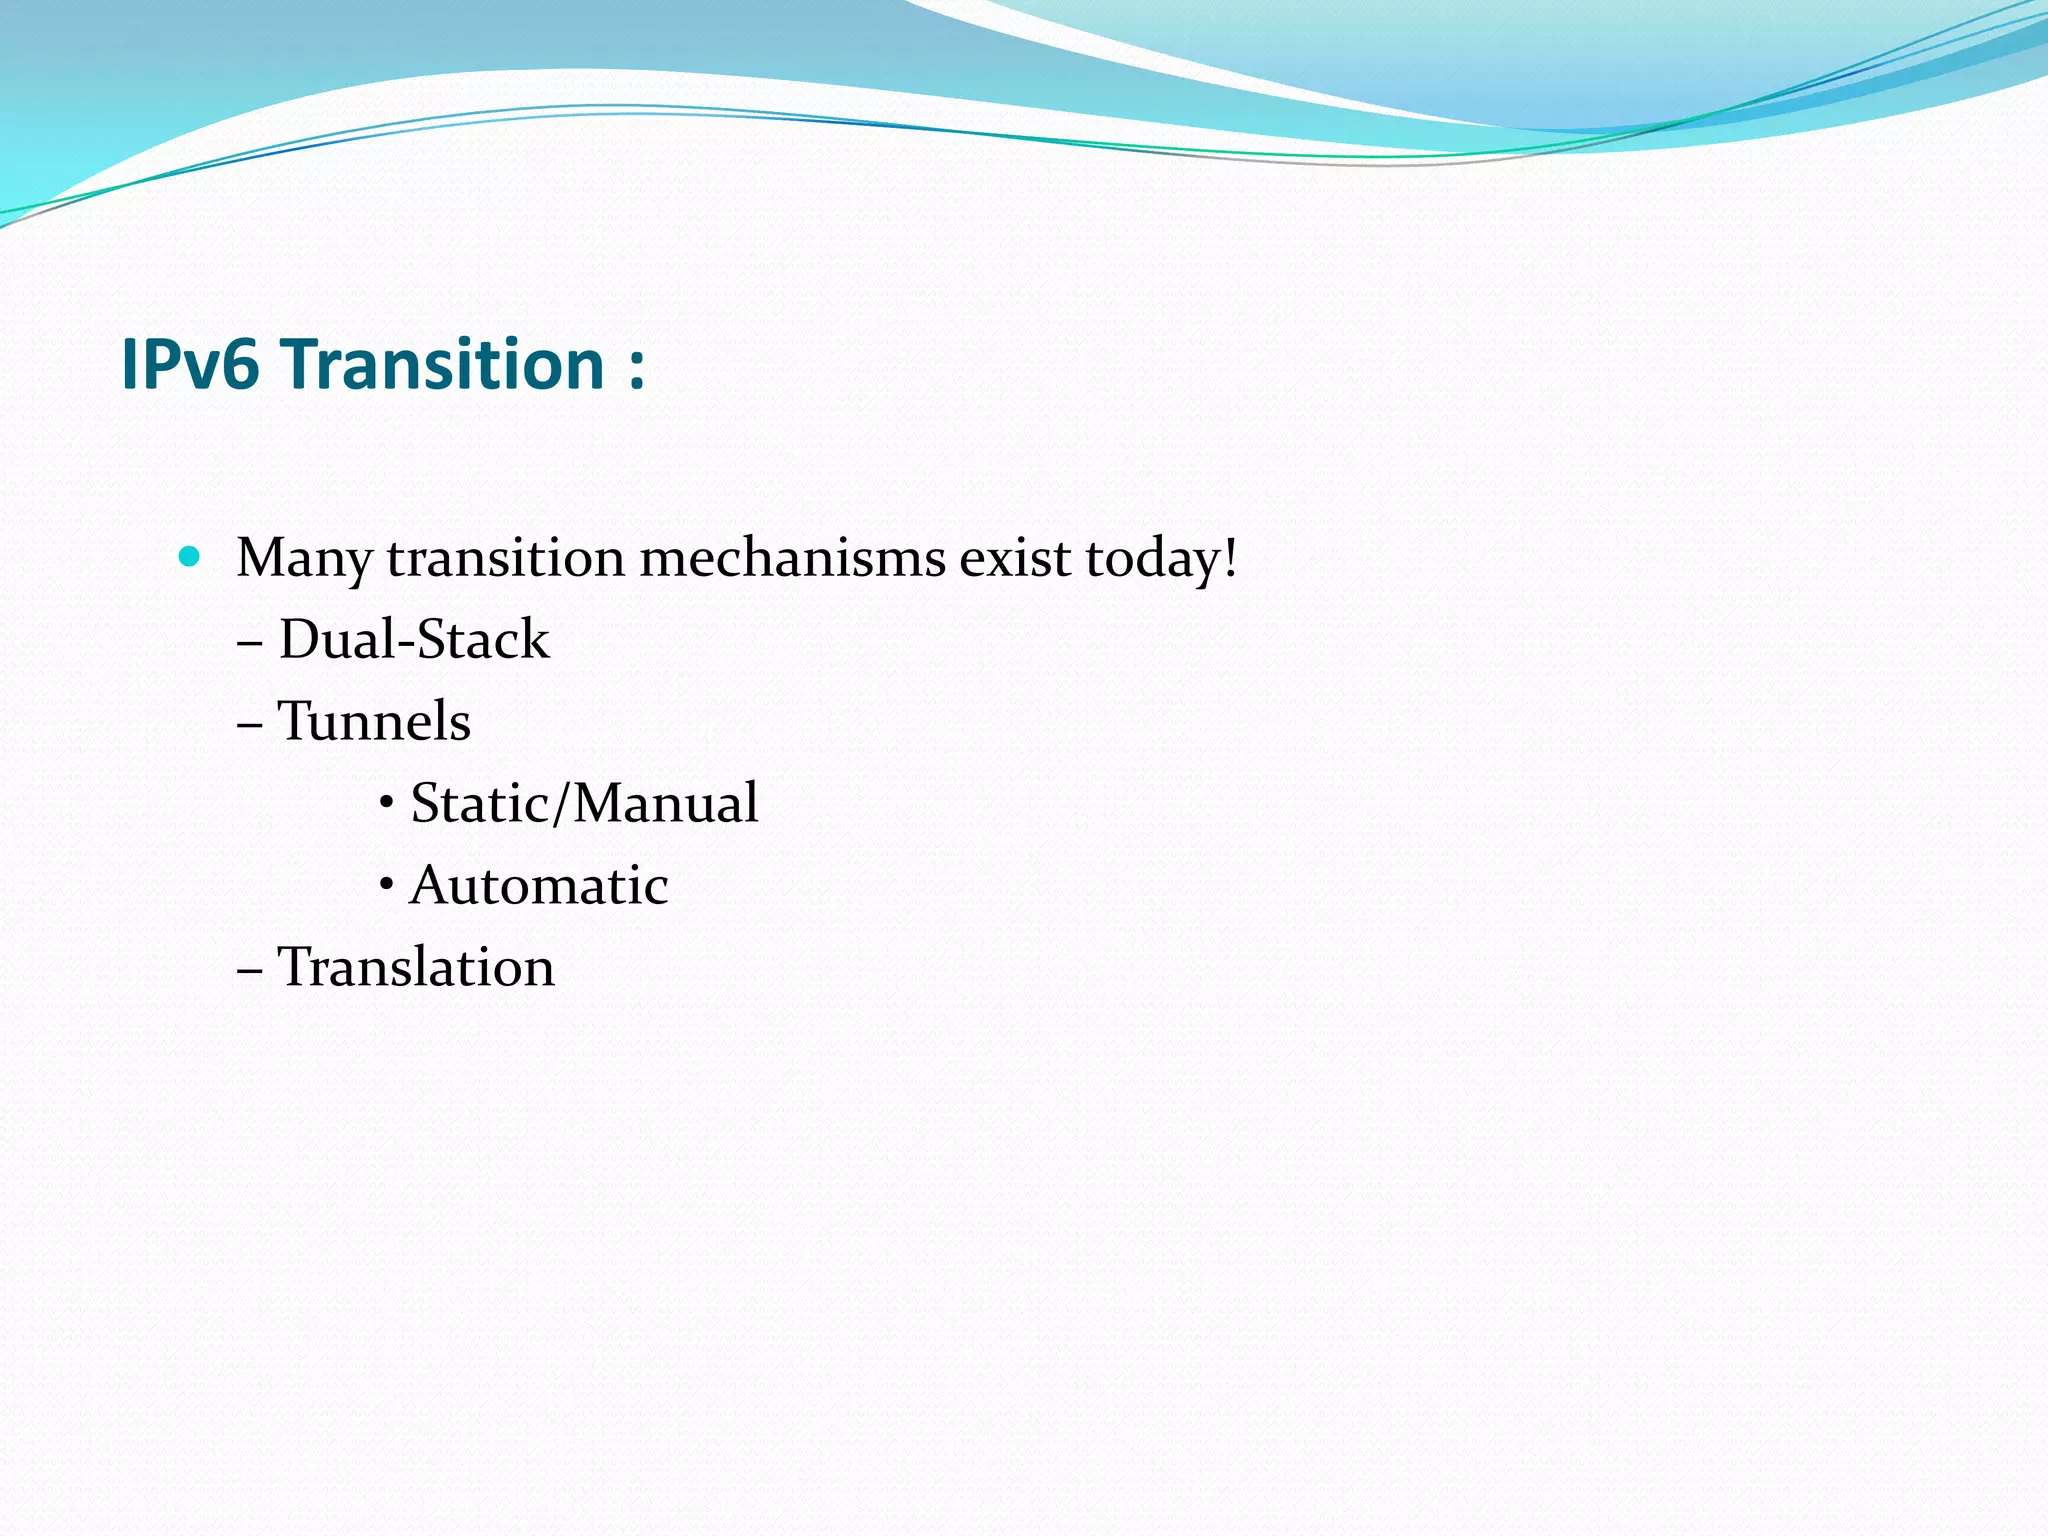 IPv6 Transition :
• Many transition mechanisms exist today!
– Dual-Stack
– Tunnels
• Static/Manual
• Automatic
– Translation